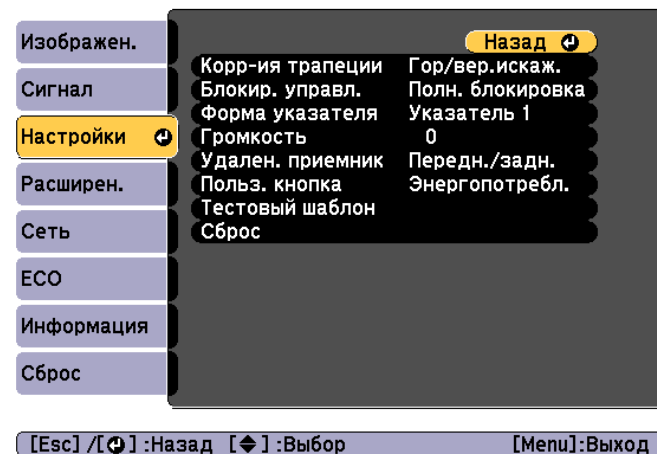 Изображен.
Сигнал
Настройки
Расширен.
Сеть
ECO
Информация
Сброс
Назад
Корр-ия трапеции Гор/вер.искаж.
Блокир. управл. Полн. блокировка
Форма указателя Указатель 1
Громкость 0
Удален. приемник Передн./задн.
Польз. кнопка Энергопотребл.
Тестовый шаблон
Сброс
[Esc] /[⏎] :Назад [◆] :Выбор [Menu]:Выход